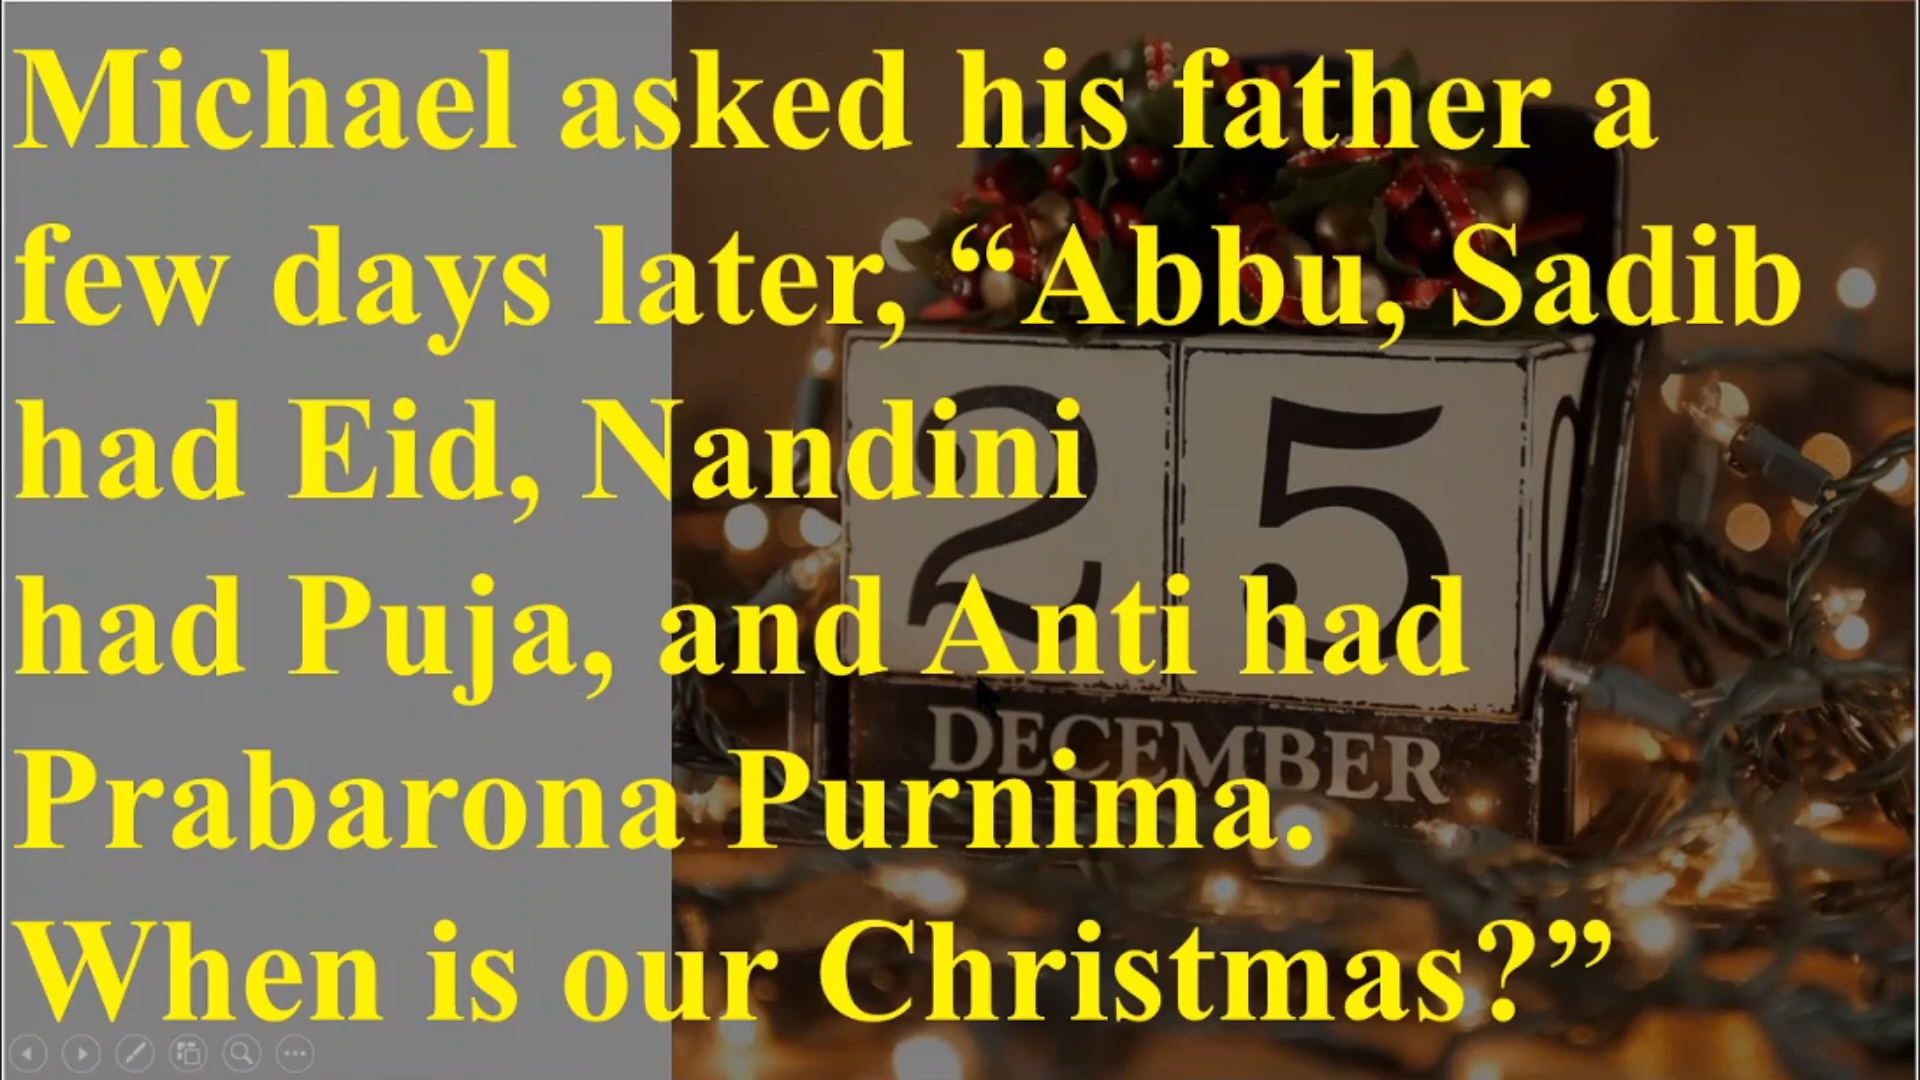 Michael asked his father a
few days later, “Abbu, Sadib
had Eid, Nandini
had Puja, and Anti had
Prabarona Purnima.
When is our Christmas?”
25
DECEMBER